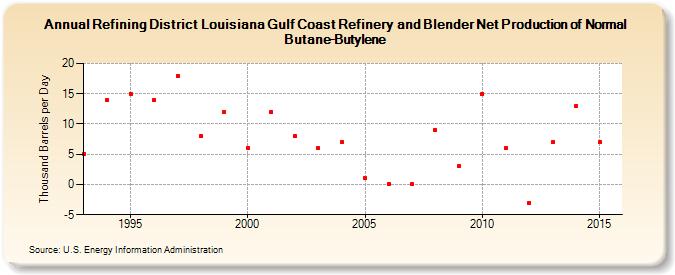 Annual Refining District Louisiana Gulf Coast Refinery and Blender Net Production of Normal
Butane-Butylene
Thousand Barrels per Day
20
15
10
5
0
-5
1995
2000
2005
2010
2015
Source: U.S. Energy Information Administration